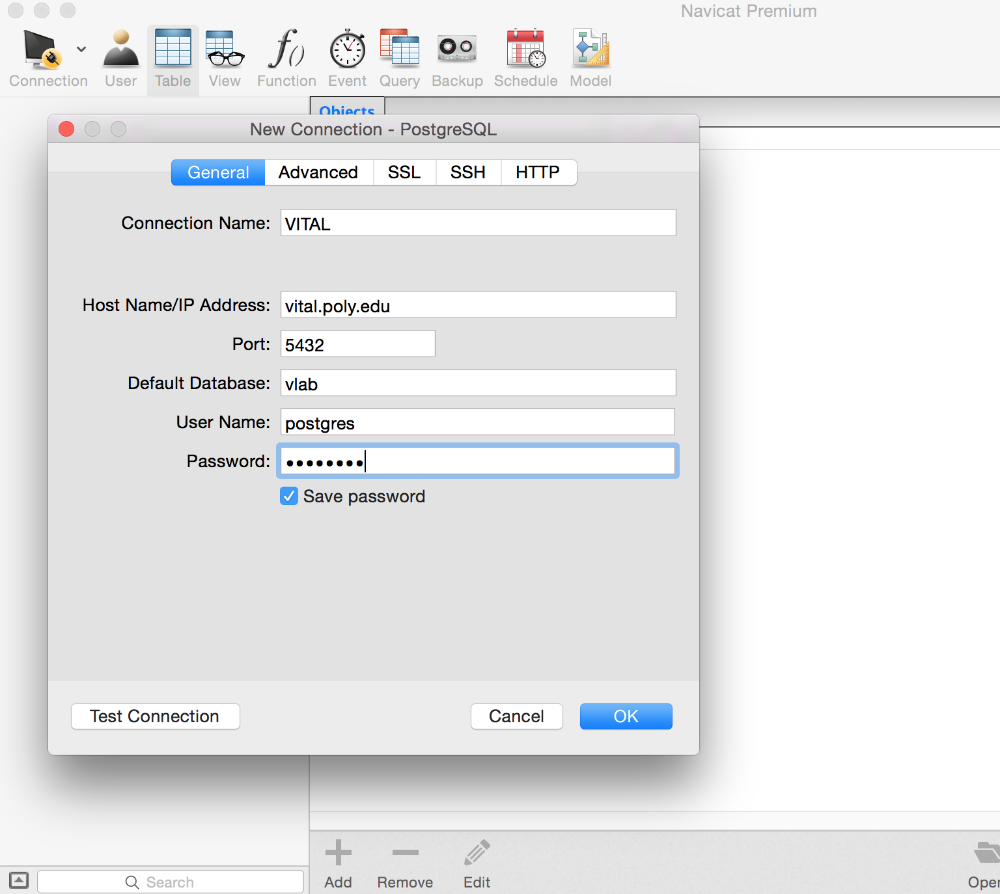 Navicat Premium
Connection User Table View Function Event Query Backup Schedule Model
Objects
New Connection - PostgreSQL
General Advanced SSL SSH HTTP
Connection Name: VITAL
Host Name/IP Address: vital.poly.edu
Port: 5432
Default Database: vlab
User Name: postgres
Password: ••••••••
Save password
Test Connection Cancel OK
Search Add Remove Edit Oper